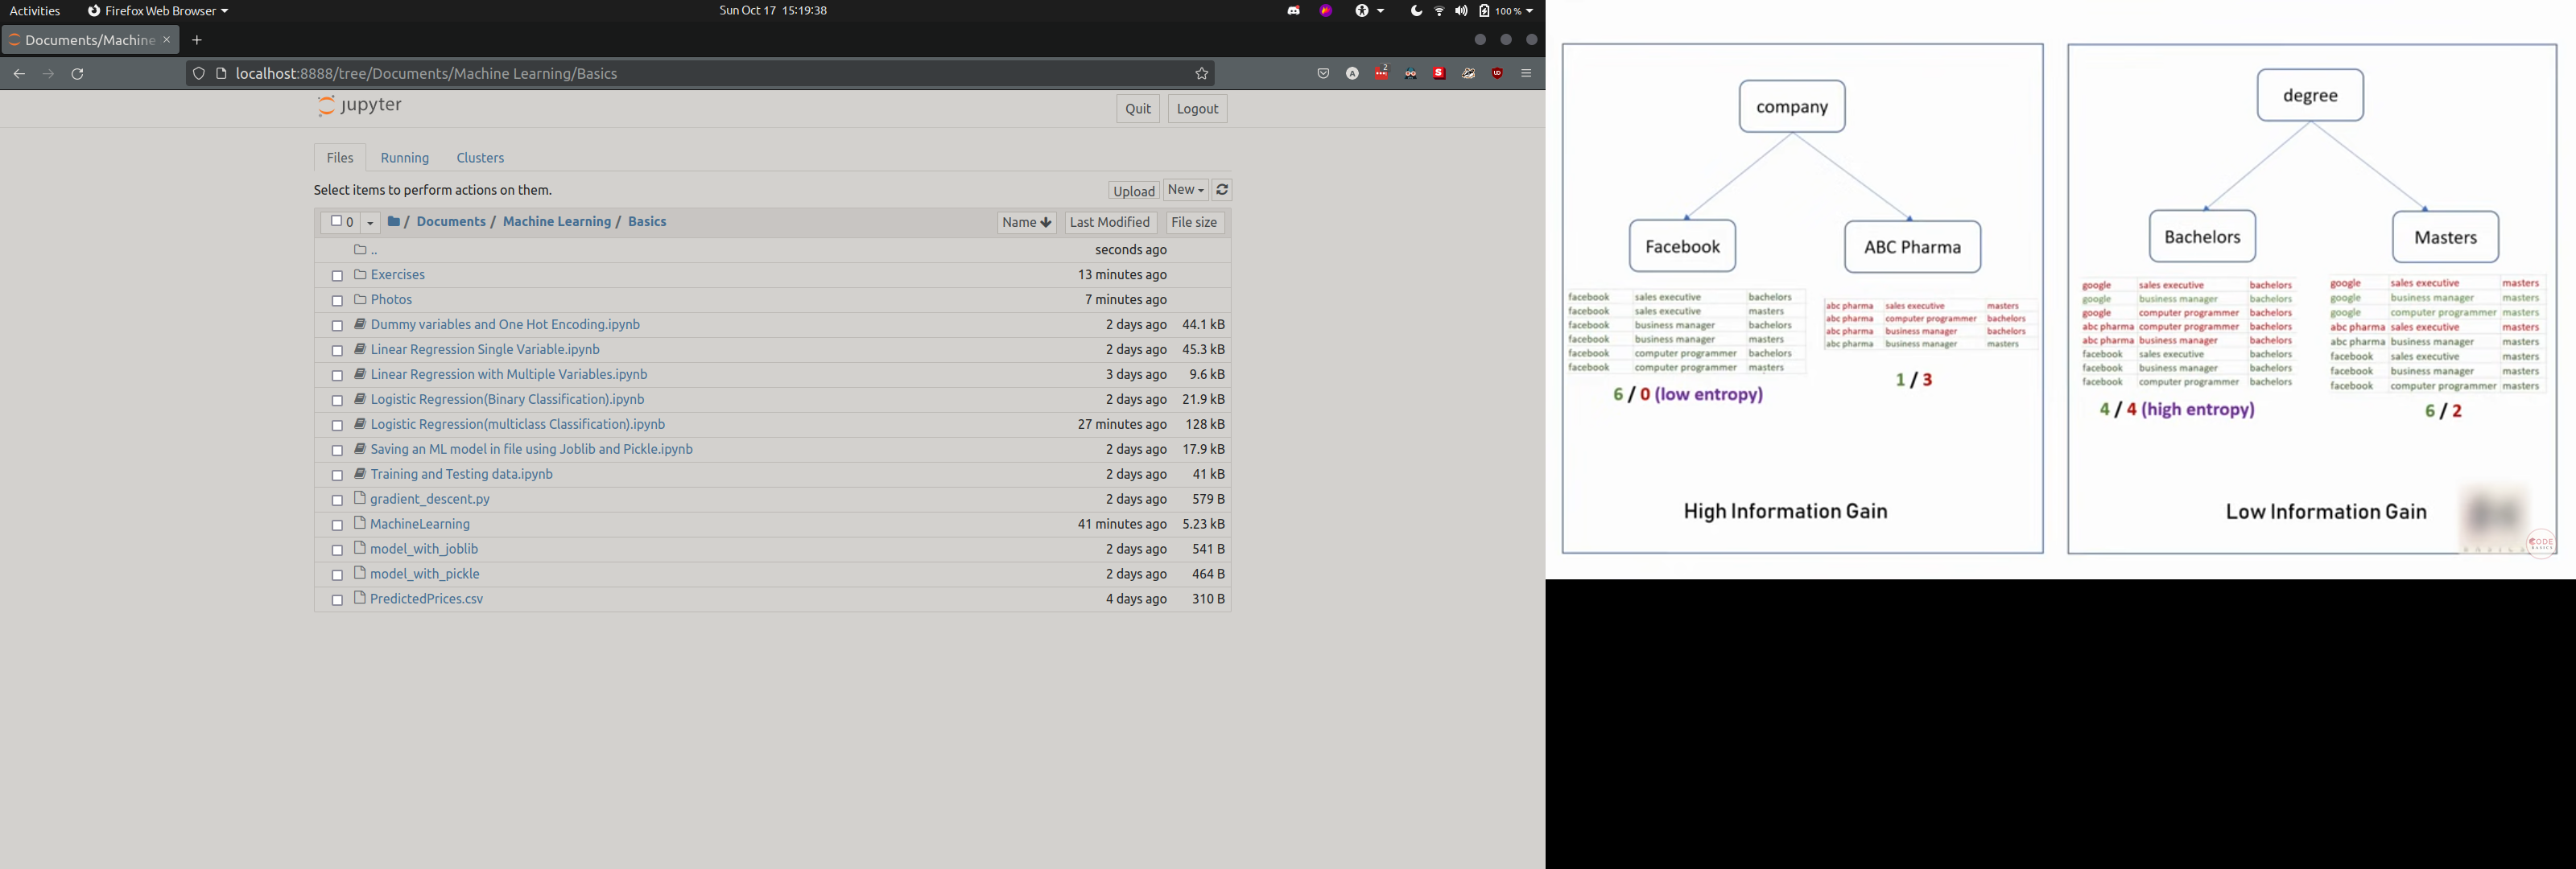 Activities Firefox Web Browser Sun Oct 17 15:19:38 100 %
Documents/Machine
localhost:8888/tree/Documents/Machine Learning/Basics
jupyter Quit Logout
Files Running Clusters
Select items to perform actions on them. Upload New
0 / Documents / Machine Learning / Basics Name Last Modified File size
.. seconds ago
Exercises 13 minutes ago
Photos 7 minutes ago
Dummy variables and One Hot Encoding.ipynb 2 days ago 44.1 kB
Linear Regression Single Variable.ipynb 2 days ago 45.3 kB
Linear Regression with Multiple Variables.ipynb 3 days ago 9.6 kB
Logistic Regression(Binary Classification).ipynb 2 days ago 21.9 kB
Logistic Regression(multiclass Classification).ipynb 27 minutes ago 128 kB
Saving an ML model in file using Joblib and Pickle.ipynb 2 days ago 17.9 kB
Training and Testing data.ipynb 2 days ago 41 kB
gradient_descent.py 2 days ago 579 B
MachineLearning 41 minutes ago 5.23 kB
model_with_joblib 2 days ago 541 B
model_with_pickle 2 days ago 464 B
PredictedPrices.csv 4 days ago 310 B
company
Facebook ABC Pharma
facebook sales executive bachelors
facebook sales executive masters
facebook business manager bachelors
facebook business manager masters
facebook computer programmer bachelors
facebook computer programmer masters
6 / 0 (low entropy)
abc pharma sales executive masters
abc pharma computer programmer bachelors
abc pharma business manager bachelors
abc pharma business manager masters
1 / 3
High Information Gain
degree
Bachelors Masters
google sales executive bachelors
google business manager bachelors
google computer programmer bachelors
abc pharma computer programmer bachelors
abc pharma business manager bachelors
facebook sales executive bachelors
facebook business manager bachelors
facebook computer programmer bachelors
4 / 4 (high entropy)
google sales executive masters
google business manager masters
google computer programmer masters
abc pharma sales executive masters
abc pharma business manager masters
facebook sales executive masters
facebook business manager masters
facebook computer programmer masters
6 / 2
Low Information Gain
CODE
BASICS